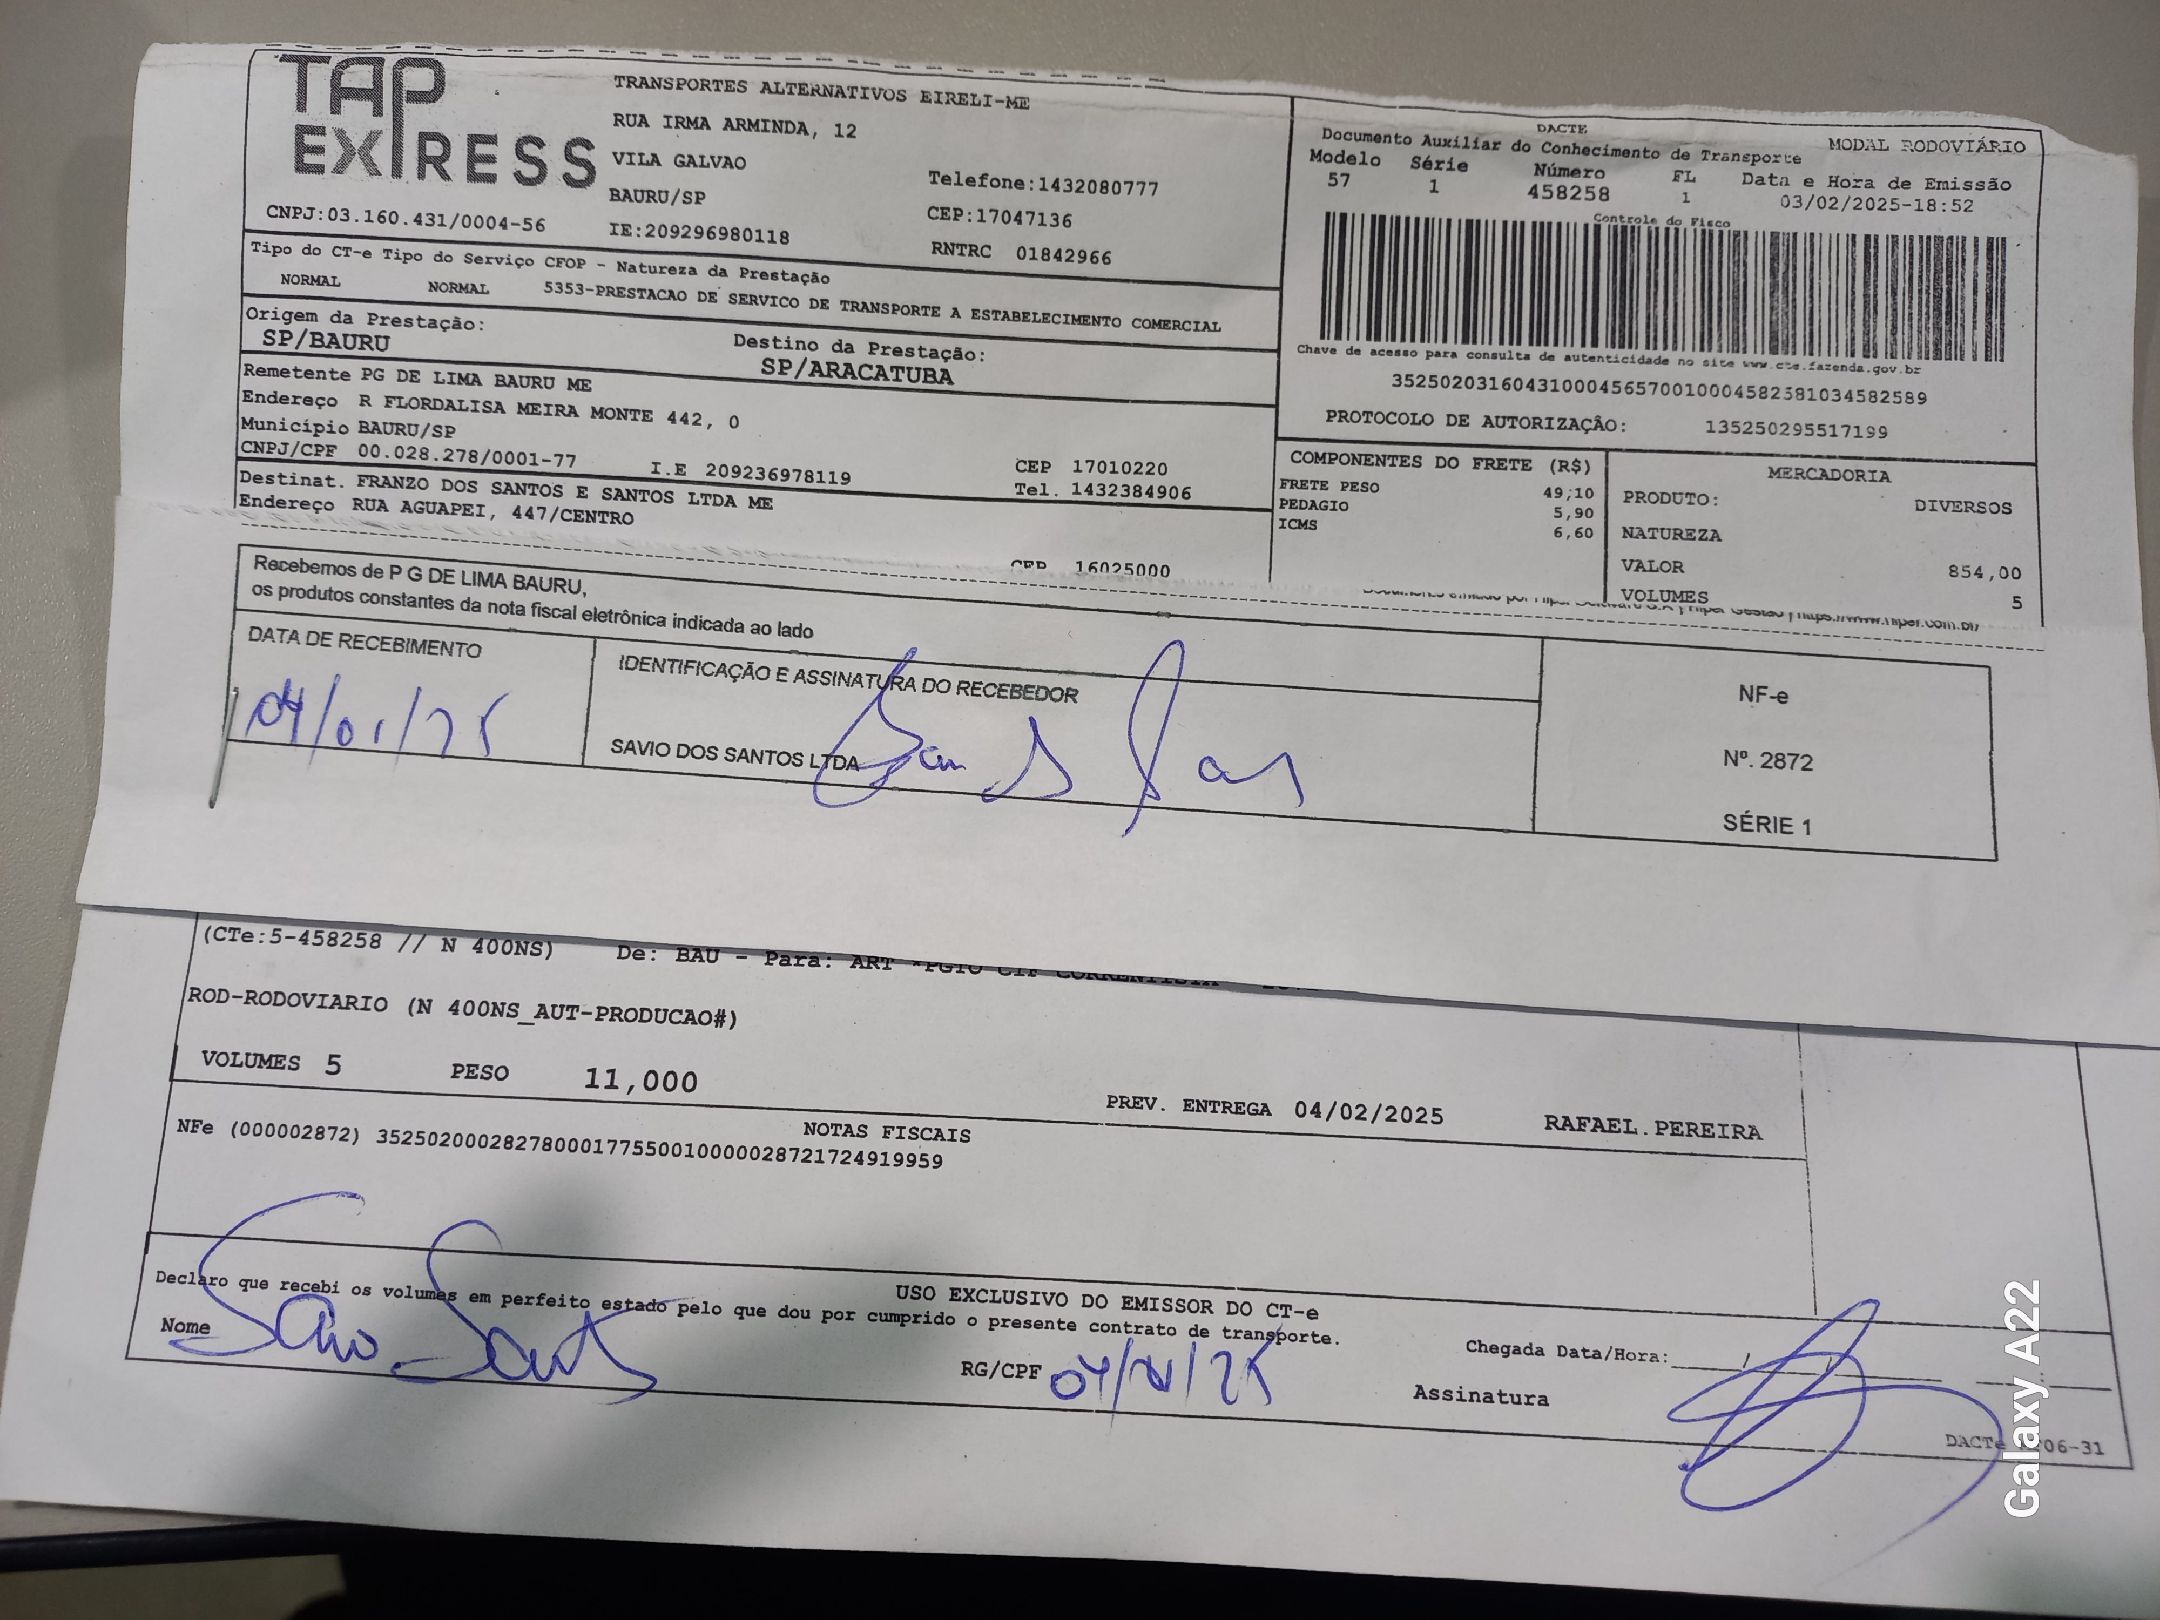 TAP EXPRESS
TRANSPORTES ALTERNATIVOS EIRELI-ME
RUA IRMA ARMINDA, 12
VILA GALVAO
BAURU/SP
Telefone:1432080777
CEP:17047136
CNPJ:03.160.431/0004-56
IE:209296980118
RNTRC 01842966
DACTE
Documento Auxiliar do Conhecimento de Transporte
MODAL RODOVIÁRIO
Modelo Série Número FL Data e Hora de Emissão
57 1 458258 1 03/02/2025-18:52
Controle do Fisco
Chave de acesso para consulta de autenticidade no site www.cte.fazenda.gov.br
35250203160431000456570010004582581034582589
PROTOCOLO DE AUTORIZAÇÃO: 135250295517199
Tipo do CT-e Tipo do Serviço CFOP - Natureza da Prestação
NORMAL NORMAL 5353-PRESTACAO DE SERVICO DE TRANSPORTE A ESTABELECIMENTO COMERCIAL
Origem da Prestação:
SP/BAURU
Destino da Prestação:
SP/ARACATUBA
Remetente PG DE LIMA BAURU ME
Endereço R FLORDALISA MEIRA MONTE 442, 0
Município BAURU/SP
CNPJ/CPF 00.028.278/0001-77 I.E 209236978119
CEP 17010220
Tel. 1432384906
Destinat. FRANZO DOS SANTOS E SANTOS LTDA ME
Endereço RUA AGUAPEI, 447/CENTRO
CEP 16025000
COMPONENTES DO FRETE (R$)
FRETE PESO 49,10
PEDAGIO 5,90
ICMS 6,60
MERCADORIA
PRODUTO: DIVERSOS
NATUREZA
VALOR 854,00
VOLUMES 5
Recebemos de P G DE LIMA BAURU,
os produtos constantes da nota fiscal eletrônica indicada ao lado
DATA DE RECEBIMENTO
04/01/25
IDENTIFICAÇÃO E ASSINATURA DO RECEBEDOR
SAVIO DOS SANTOS LTDA
NF-e
Nº. 2872
SÉRIE 1
(CTe:5-458258 // N 400NS) De: BAU - Para: ART
ROD-RODOVIARIO (N 400NS_AUT-PRODUCAO#)
VOLUMES 5 PESO 11,000
PREV. ENTREGA 04/02/2025 RAFAEL.PEREIRA
NOTAS FISCAIS
NFe (000002872) 35250200028278000177550010000028721724919959
USO EXCLUSIVO DO EMISSOR DO CT-e
Declaro que recebi os volumes em perfeito estado pelo que dou por cumprido o presente contrato de transporte.
Nome
RG/CPF
Chegada Data/Hora:
Assinatura
Galaxy A22